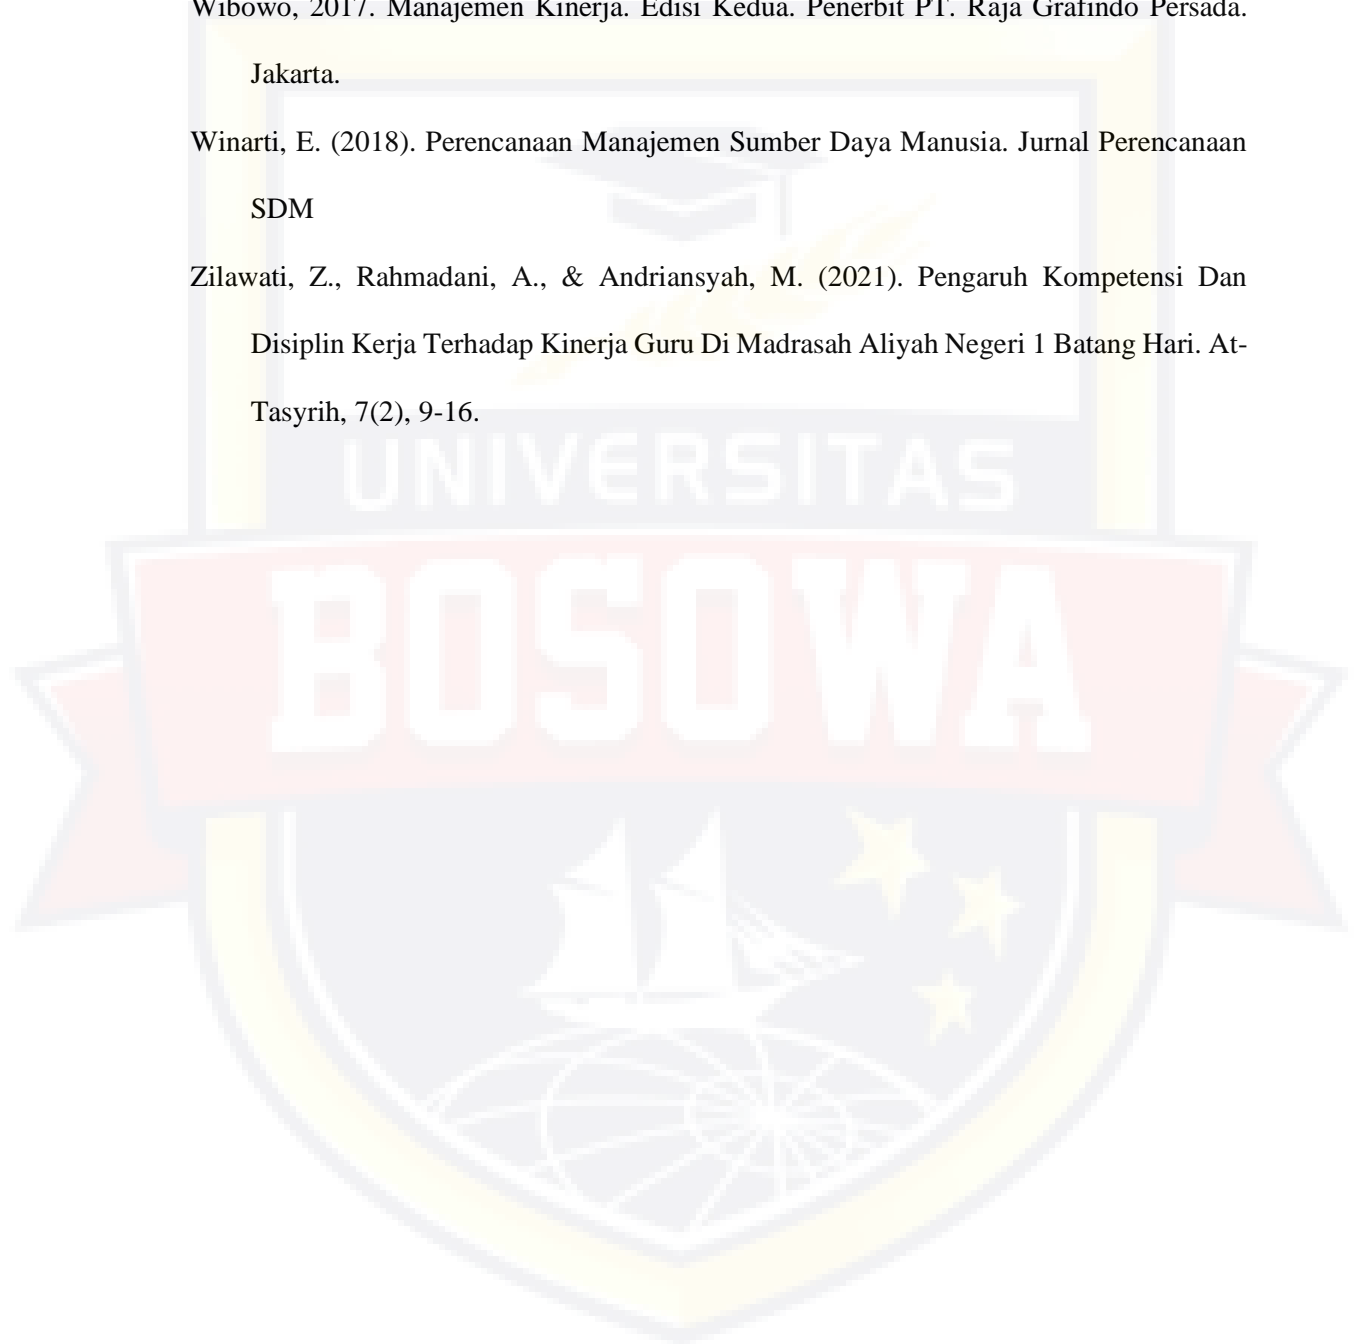 Wibowo, 2017. Manajemen Kinerja. Edisi Kedua. Penerbit PT. Raja Grafindo Persada.
Jakarta.
Winarti, E. (2018). Perencanaan Manajemen Sumber Daya Manusia. Jurnal Perencanaan
SDM
Zilawati, Z., Rahmadani, A., & Andriansyah, M. (2021). Pengaruh Kompetensi Dan
Disiplin Kerja Terhadap Kinerja Guru Di Madrasah Aliyah Negeri 1 Batang Hari. At-
Tasyrih, 7(2), 9-16.
UNIVERSITAS
BOSOWA